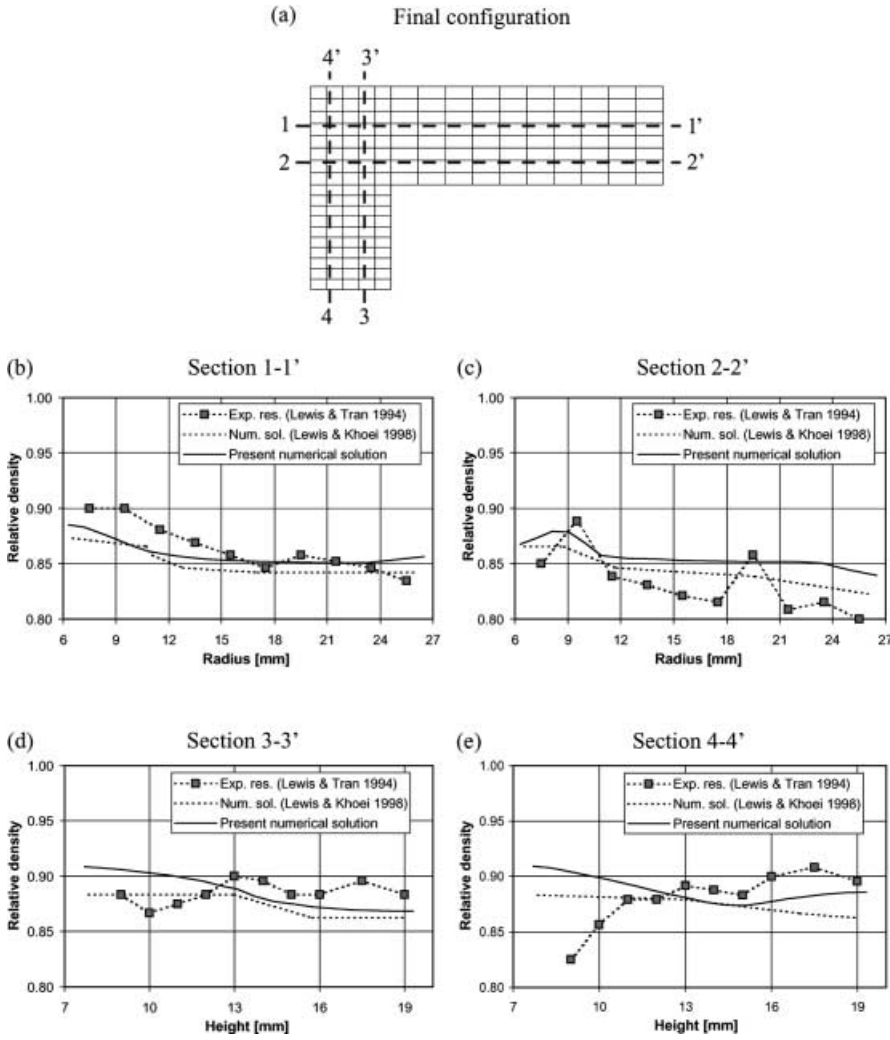 (a) Final configuration
4' 3'
1 1'
2 2'
4 3
(b) Section 1-1'
1.00
0.95
0.90
0.85
0.80
Relative density
Exp. res. (Lewis & Tran 1994)
Num. sol. (Lewis & Khoei 1998)
Present numerical solution
6 9 12 15 18 21 24 27
Radius [mm]
(c) Section 2-2'
1.00
0.95
0.90
0.85
0.80
Relative density
Exp. res. (Lewis & Tran 1994)
Num. sol. (Lewis & Khoei 1998)
Present numerical solution
6 9 12 15 18 21 24 27
Radius [mm]
(d) Section 3-3'
1.00
0.95
0.90
0.85
0.80
Relative density
Exp. res. (Lewis & Tran 1994)
Num. sol. (Lewis & Khoei 1998)
Present numerical solution
7 10 13 16 19
Height [mm]
(e) Section 4-4'
1.00
0.95
0.90
0.85
0.80
Relative density
Exp. res. (Lewis & Tran 1994)
Num. sol. (Lewis & Khoei 1998)
Present numerical solution
7 10 13 16 19
Height [mm]